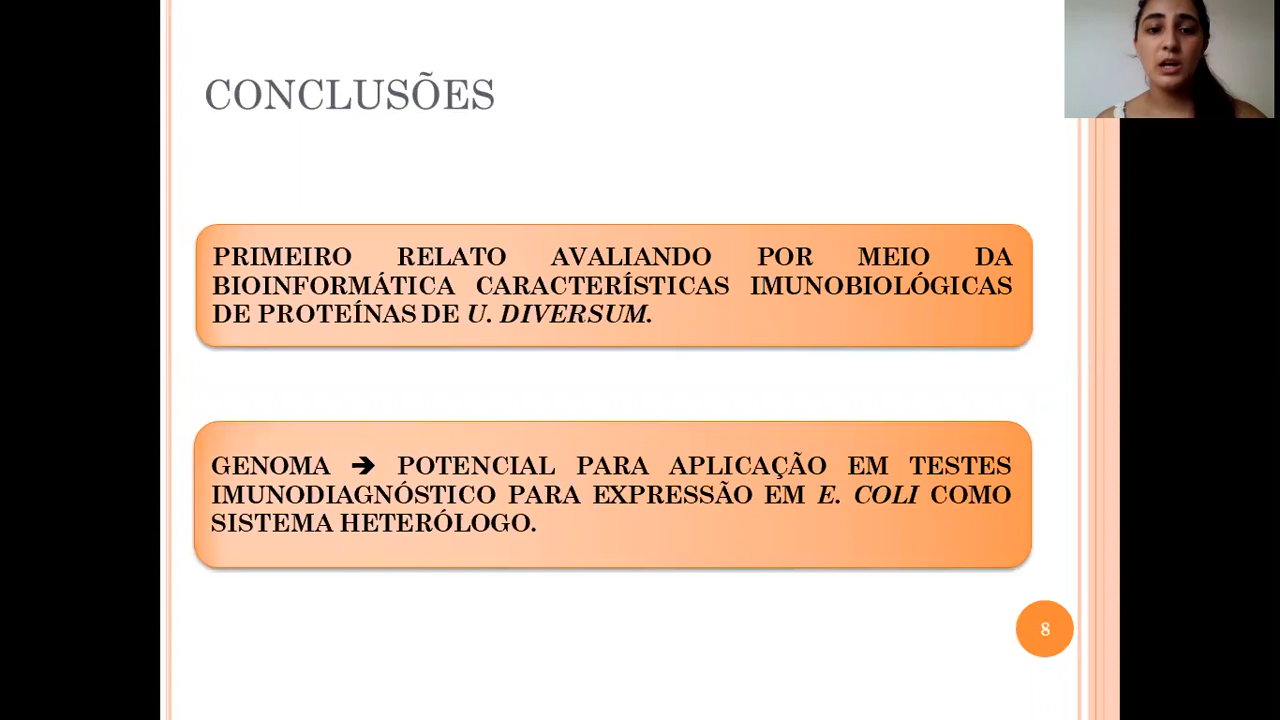 CONCLUSÕES
PRIMEIRO RELATO AVALIANDO POR MEIO DA
BIOINFORMÁTICA CARACTERÍSTICAS IMUNOBIOLÓGICAS
DE PROTEÍNAS DE U. DIVERSUM.
GENOMA ➔ POTENCIAL PARA APLICAÇÃO EM TESTES
IMUNODIAGNÓSTICO PARA EXPRESSÃO EM E. COLI COMO
SISTEMA HETERÓLOGO.
8